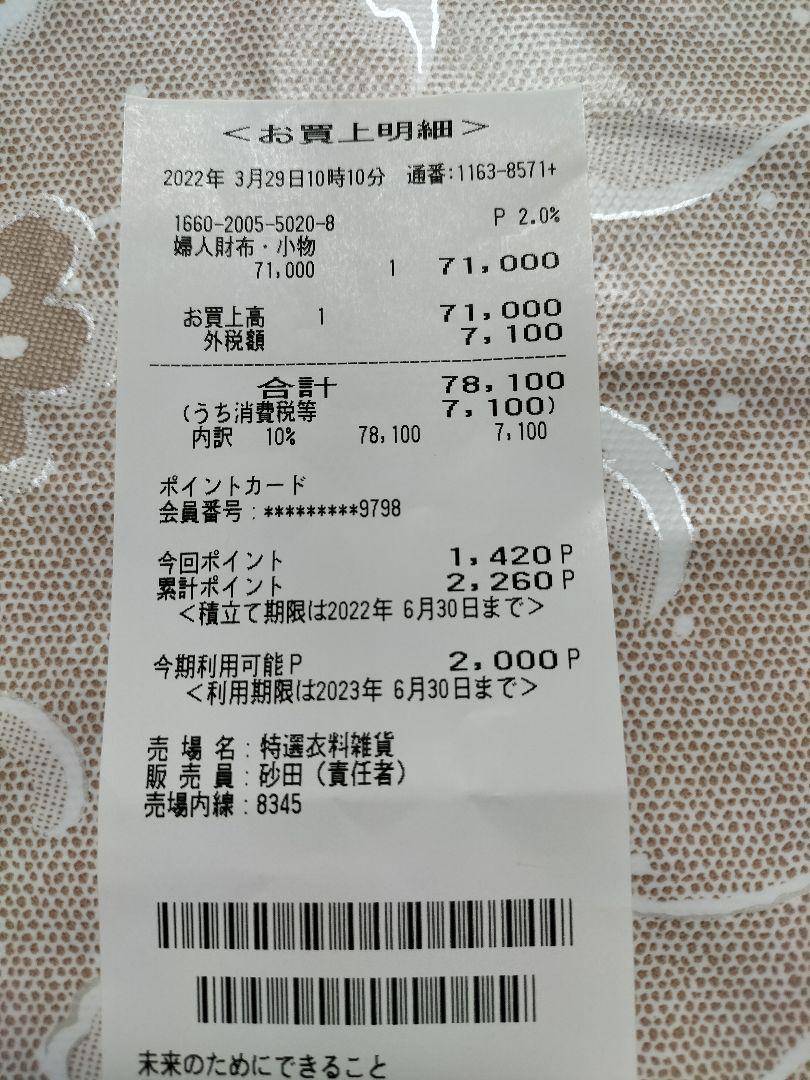 ＜お買上明細＞
2022年 3月29日10時10分 通番:1163-8571+
1660-2005-5020-8 P 2.0%
婦人財布・小物
71,000 1 71,000
お買上高 1 71,000
外税額 7,100
合計 78,100
(うち消費税等 7,100)
内訳 10% 78,100 7,100
ポイントカード
会員番号:*********9798
今回ポイント 1,420P
累計ポイント 2,260P
＜積立て期限は2022年 6月30日まで＞
今期利用可能P 2,000P
＜利用期限は2023年 6月30日まで＞
売 場 名:特選衣料雑貨
販 売 員:砂田(責任者)
売場内線:8345
未来のためにできること